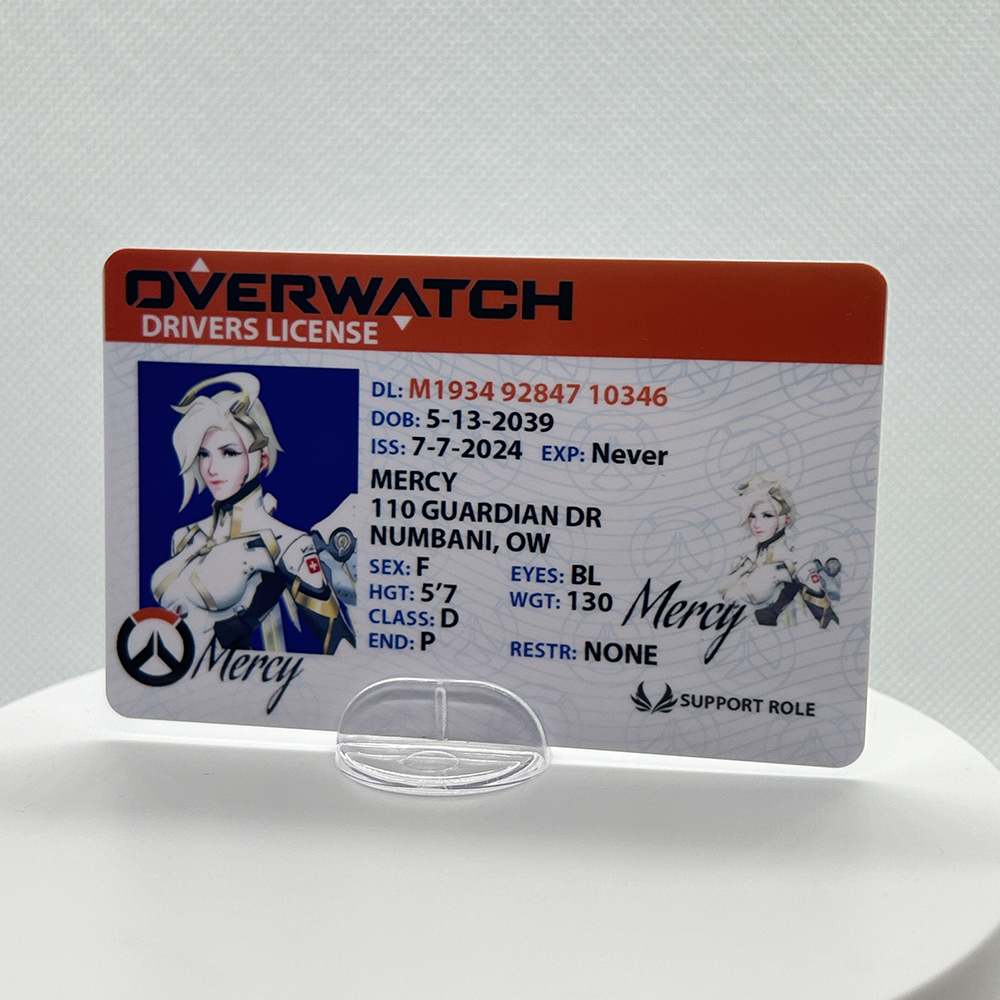 OVERWATCH
DRIVERS LICENSE
DL: M1934 92847 10346
DOB: 5-13-2039
ISS: 7-7-2024 EXP: Never
MERCY
110 GUARDIAN DR
NUMBANI, OW
SEX: F EYES: BL
HGT: 5'7 WGT: 130
CLASS: D
END: P RESTR: NONE
Mercy
Mercy
SUPPORT ROLE